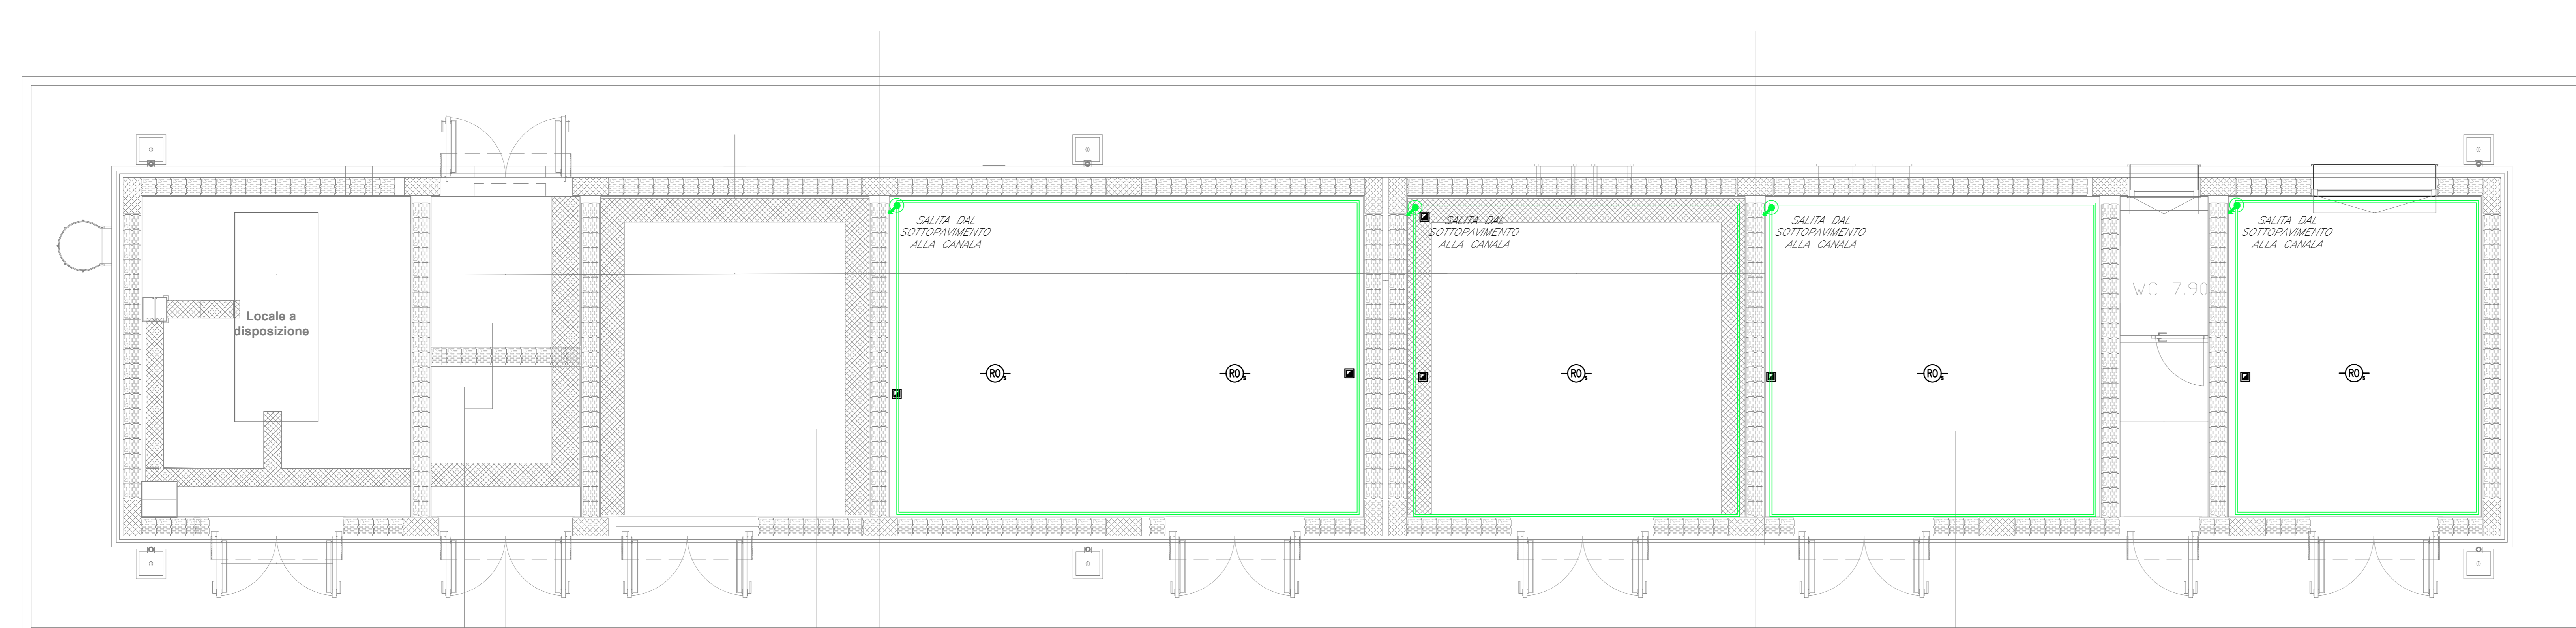 SALITA DAL
SOTTOPAVIMENTO
ALLA CANALA
SALITA DAL
SOTTOPAVIMENTO
ALLA CANALA
SALITA DAL
SOTTOPAVIMENTO
ALLA CANALA
SALITA DAL
SOTTOPAVIMENTO
ALLA CANALA
WC 7.90
Locale a
disposizione
RO
RO
RO
RO
RO